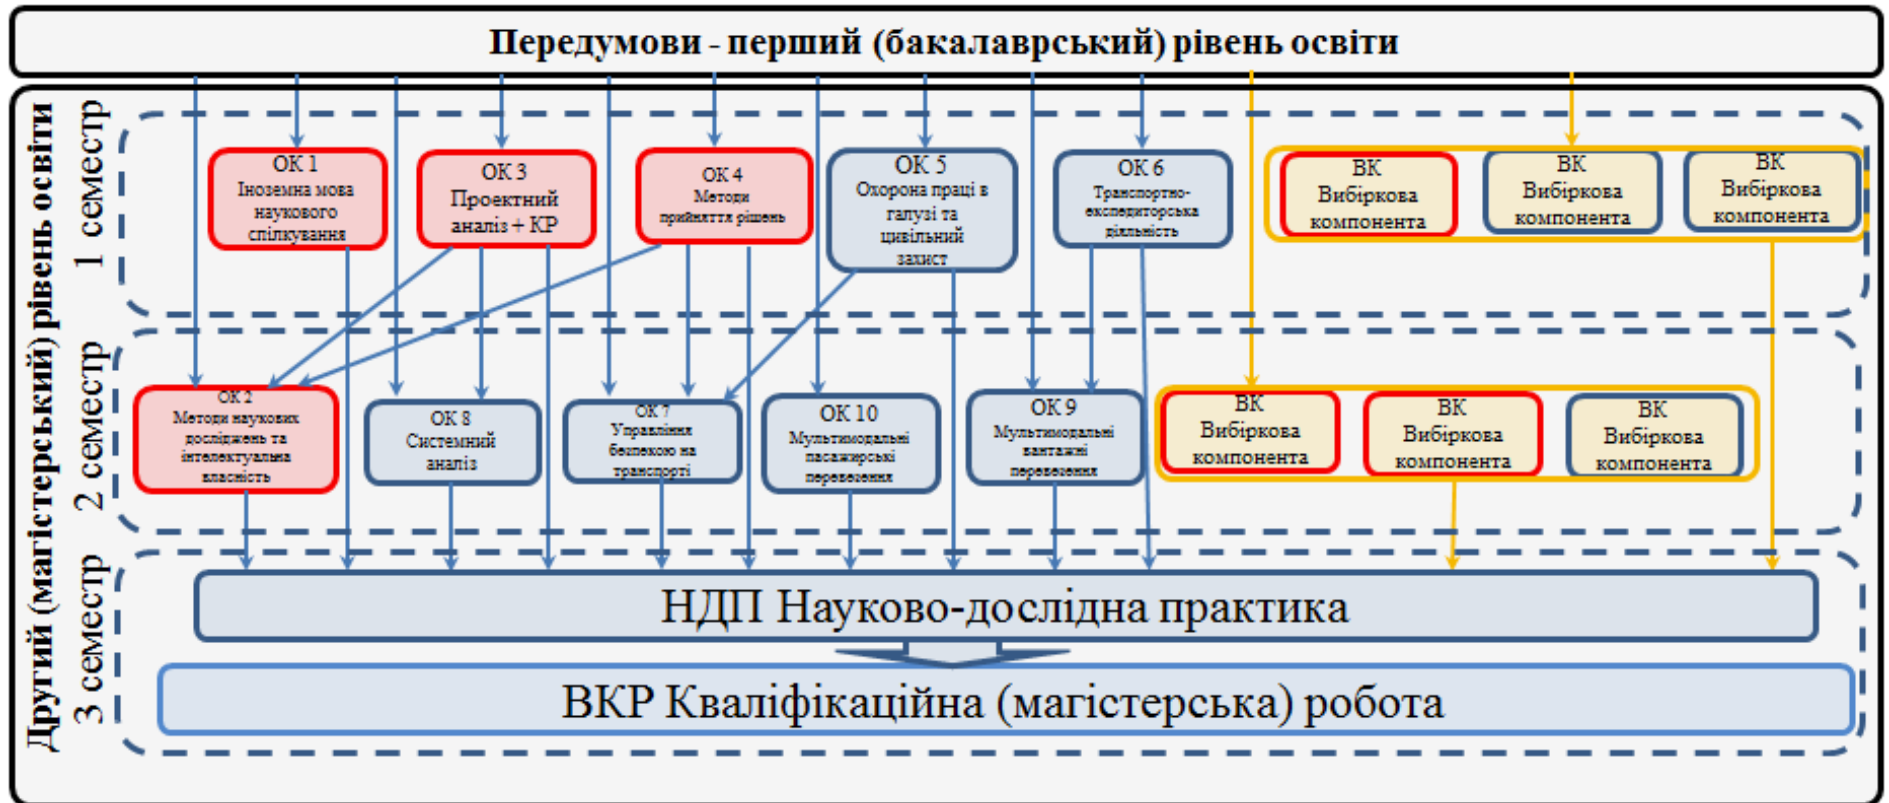 Передумови - перший (бакалаврський) рівень освіти
Другий (магістерський) рівень освіти
1 семестр
ОК 1
Іноземна мова
наукового
спілкування
ОК 3
Проектний
аналіз + КР
ОК 4
Методи
прийняття рішень
ОК 5
Охорона праці в
галузі та
цивільний
захист
ОК 6
Транспортно-
експедиторська
діяльність
ВК
Вибіркова
компонента
ВК
Вибіркова
компонента
ВК
Вибіркова
компонента
2 семестр
ОК 2
Методи наукових
досліджень та
інтелектуальна
власність
ОК 8
Системний
аналіз
ОК 7
Управління
безпекою на
транспорті
ОК 10
Мультимодальні
пасажирські
перевезення
ОК 9
Мультимодальні
вантажні
перевезення
ВК
Вибіркова
компонента
ВК
Вибіркова
компонента
ВК
Вибіркова
компонента
3 семестр
НДП Науково-дослідна практика
ВКР Кваліфікаційна (магістерська) робота